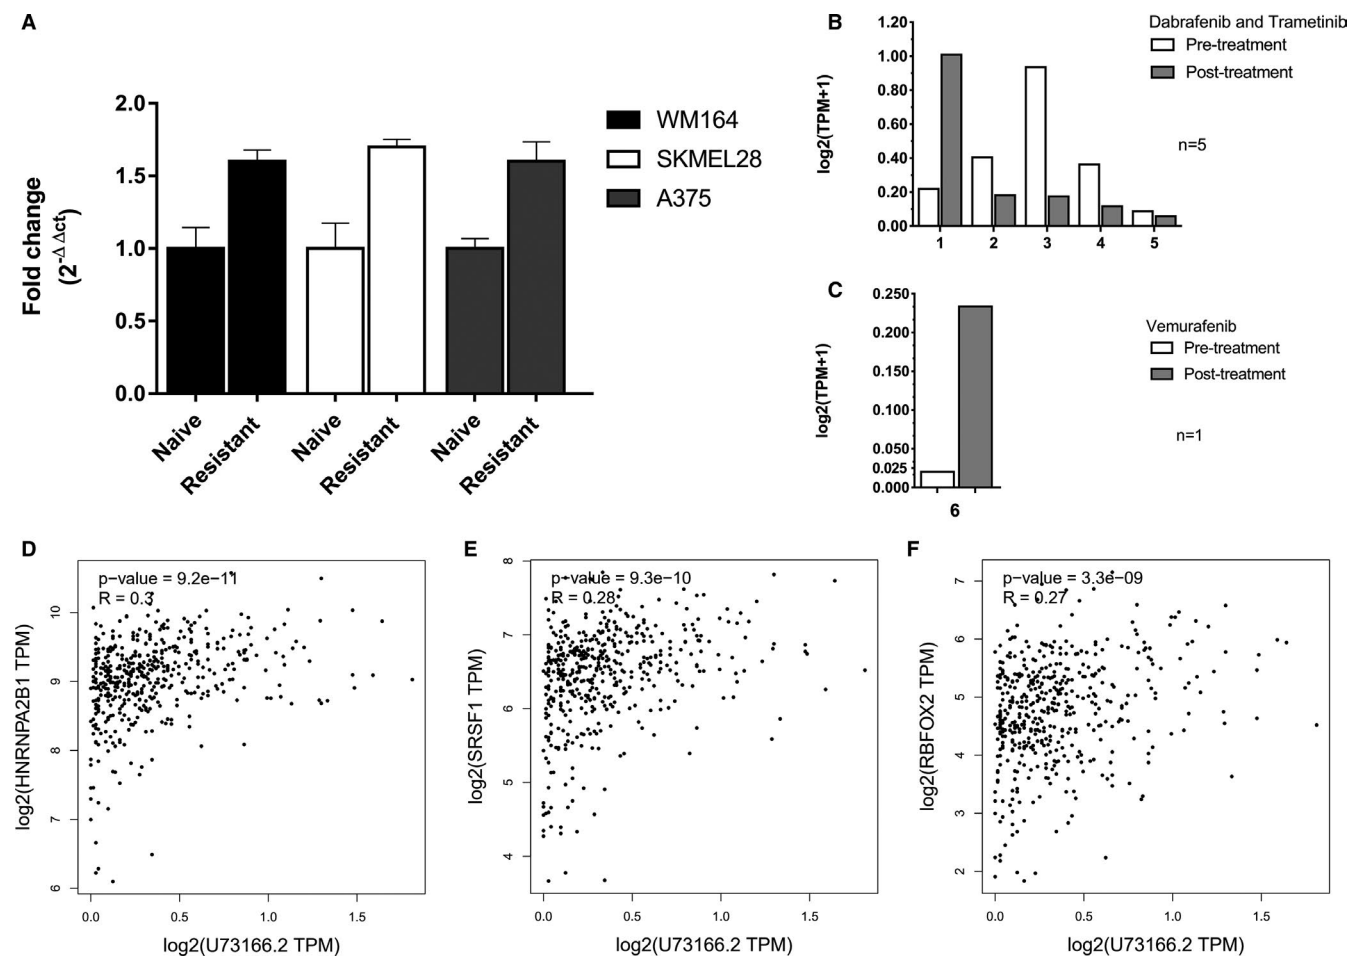 A
Fold change
(2^-Δ Δct)
2.0
1.5
1.0
0.5
0.0
Naive
Resistant
Naive
Resistant
Naive
Resistant
WM164
SKMEL28
A375
B
log2(TPM+1)
1.20
1.00
0.80
0.60
0.40
0.20
0.00
1 2 3 4 5
Dabrafenib and Trametinib
Pre-treatment
Post-treatment
n=5
C
log2(TPM+1)
0.250
0.200
0.150
0.100
0.050
0.025
0.000
6
Vemurafenib
Pre-treatment
Post-treatment
n=1
D
p-value = 9.2e-11
R = 0.3
log2(HNRNPA2B1 TPM)
10
9
8
7
6
0.0 0.5 1.0 1.5
log2(U73166.2 TPM)
E
p-value = 9.3e-10
R = 0.28
log2(SRSF1 TPM)
8
7
6
5
4
0.0 0.5 1.0 1.5
log2(U73166.2 TPM)
F
p-value = 3.3e-09
R = 0.27
log2(RBFOX2 TPM)
7
6
5
4
3
2
0.0 0.5 1.0 1.5
log2(U73166.2 TPM)